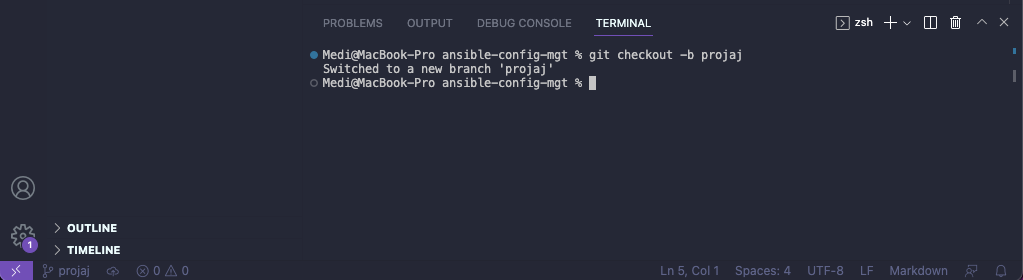 PROBLEMS OUTPUT DEBUG CONSOLE TERMINAL zsh
Medi@MacBook-Pro ansible-config-mgt % git checkout -b projaj
Switched to a new branch 'projaj'
Medi@MacBook-Pro ansible-config-mgt %
OUTLINE
1
TIMELINE
projaj 0 0 Ln 5, Col 1 Spaces: 4 UTF-8 LF Markdown